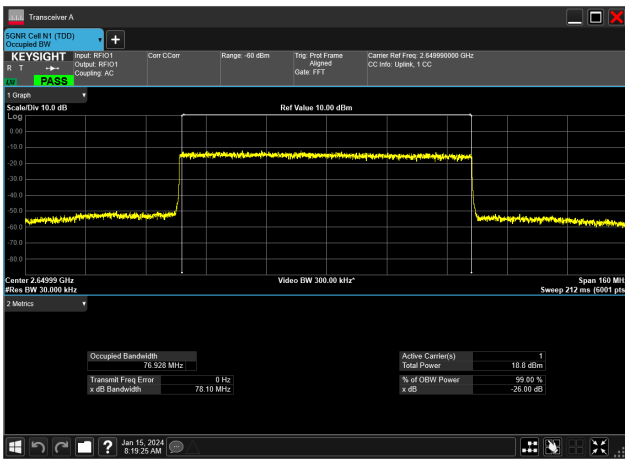 Transceiver A
5GNR Cell N1 (TDD)
Occupied BW
KEYSIGHT
R T
LNI
PASS
Input: RFIO1
Output: RFIO1
Coupling: AC
Corr CCorr
Range: -60 dBm
Trig: Prot Frame
Aligned
Gate: FFT
Carrier Ref Freq: 2.649990000 GHz
CC Info: Uplink, 1 CC
1 Graph
Scale/Div 10.0 dB
Ref Value 10.00 dBm
Log
0.00
-10.0
-20.0
-30.0
-40.0
-50.0
-60.0
-70.0
-80.0
Center 2.64999 GHz
Video BW 300.00 kHz*
Span 160 MHz
#Res BW 30.000 kHz
Sweep 212 ms (6001 pts
2 Metrics
Occupied Bandwidth
76.928 MHz
Transmit Freq Error 0 Hz
x dB Bandwidth 78.10 MHz
Active Carrier(s) 1
Total Power 18.8 dBm
% of OBW Power 99.00 %
x dB -26.00 dB
Jan 15, 2024
8:19:25 AM